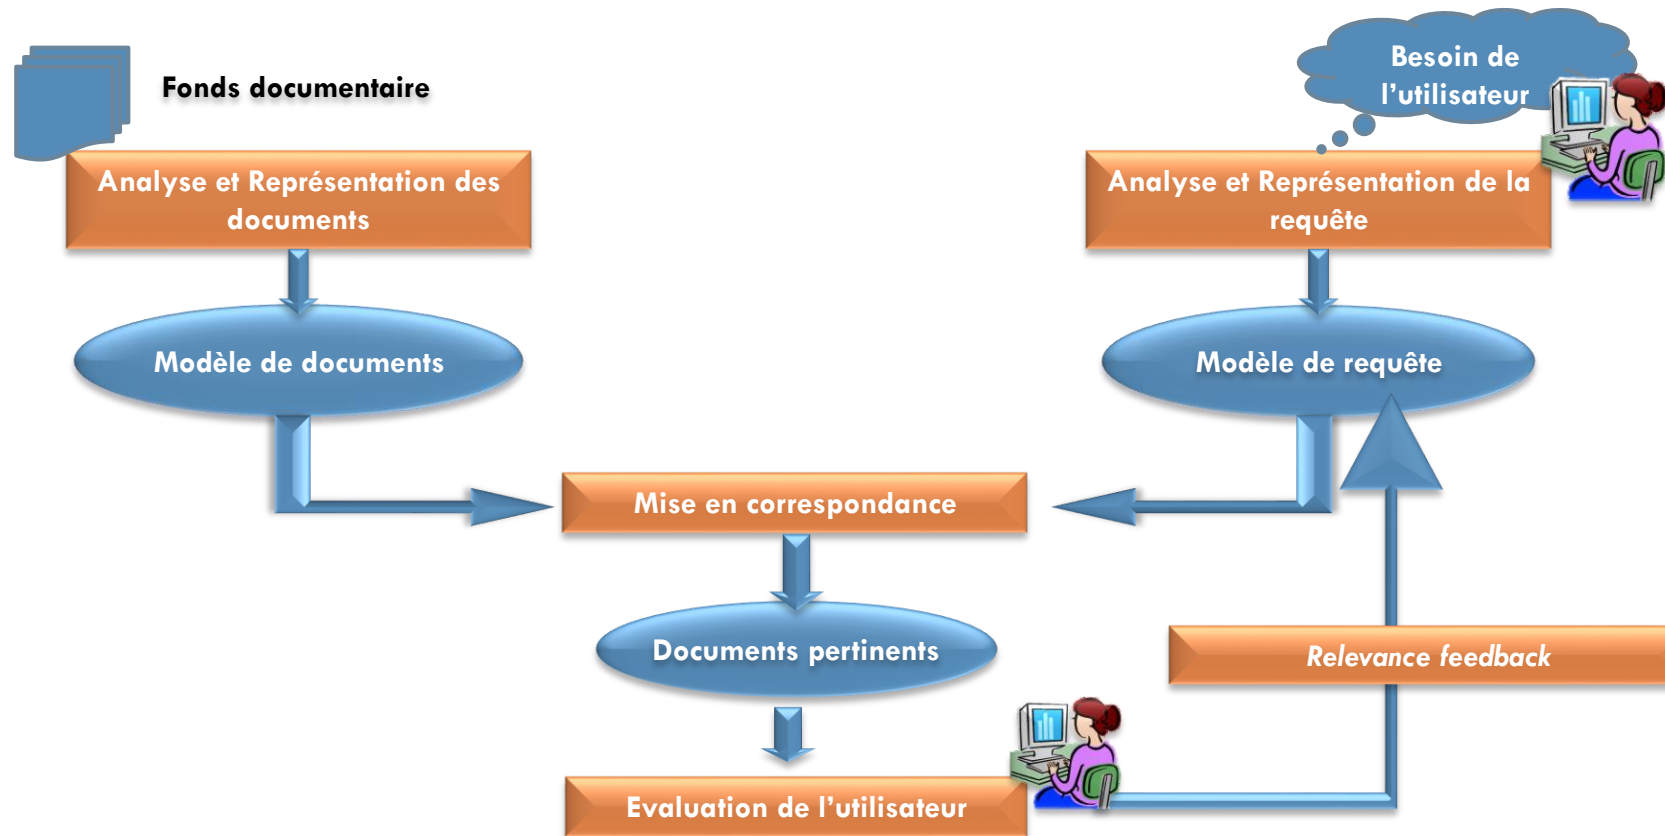 Fonds documentaire
Besoin de
l’utilisateur
Analyse et Représentation des
documents
Analyse et Représentation de la
requête
Modèle de documents
Modèle de requête
Mise en correspondance
Documents pertinents
Relevance feedback
Evaluation de l’utilisateur